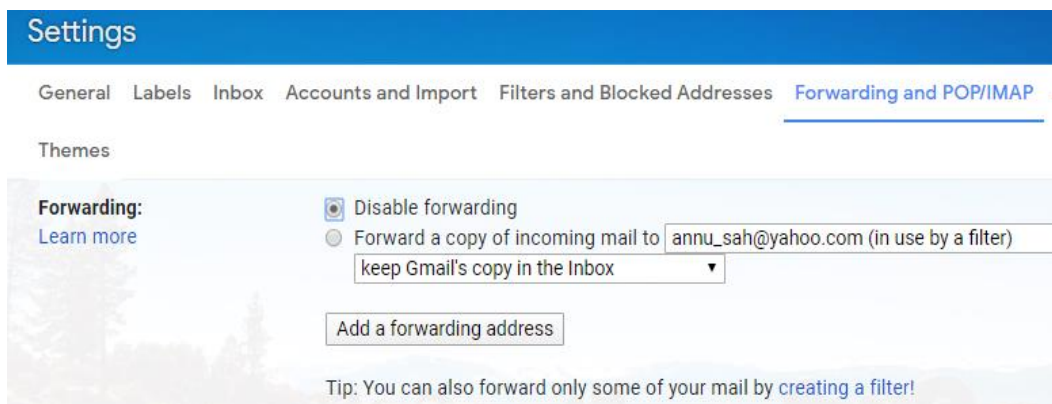 Settings
General Labels Inbox Accounts and Import Filters and Blocked Addresses Forwarding and POP/IMAP
Themes
Forwarding: Disable forwarding
Learn more Forward a copy of incoming mail to annu_sah@yahoo.com (in use by a filter)
keep Gmail's copy in the Inbox
Add a forwarding address
Tip: You can also forward only some of your mail by creating a filter!